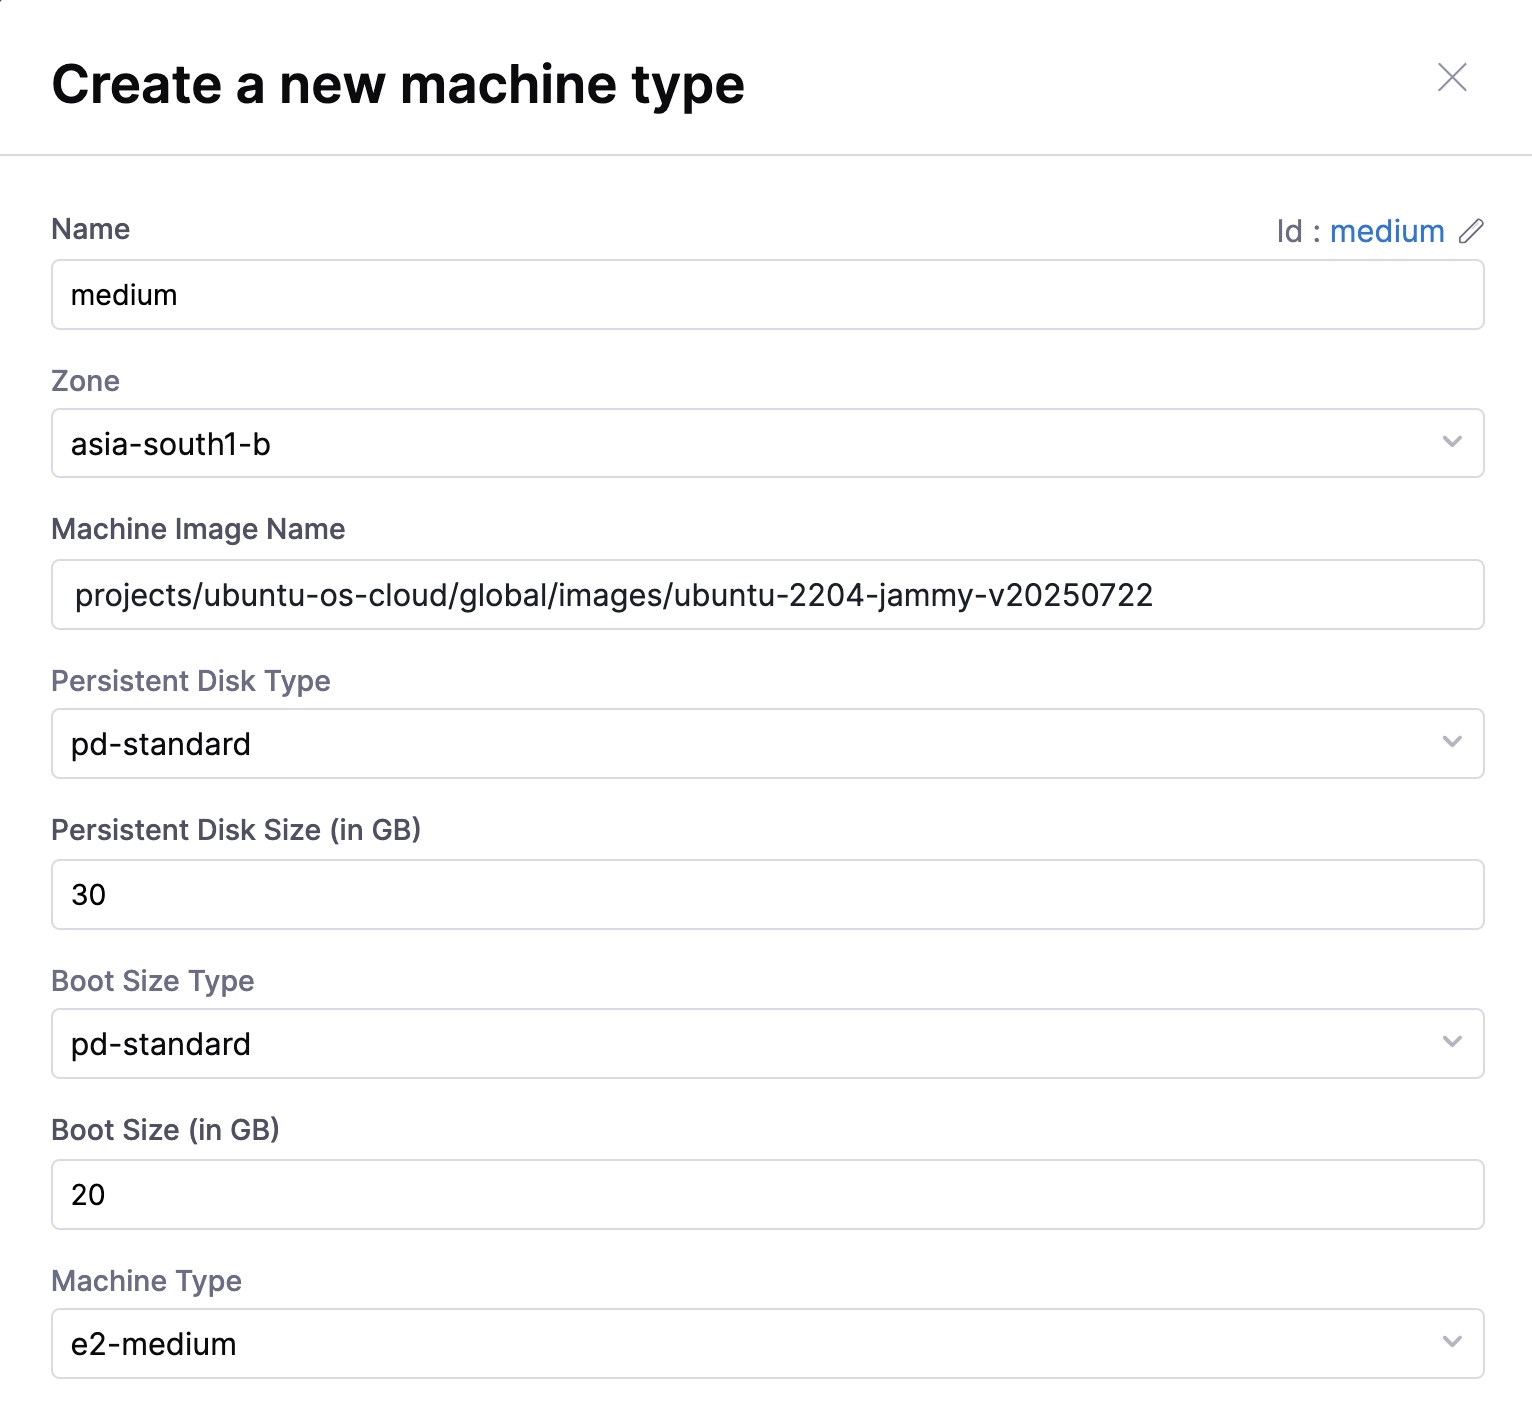 Create a new machine type
Name
Id : medium
medium
Zone
asia-south1-b
Machine Image Name
projects/ubuntu-os-cloud/global/images/ubuntu-2204-jammy-v20250722
Persistent Disk Type
pd-standard
Persistent Disk Size (in GB)
30
Boot Size Type
pd-standard
Boot Size (in GB)
20
Machine Type
e2-medium